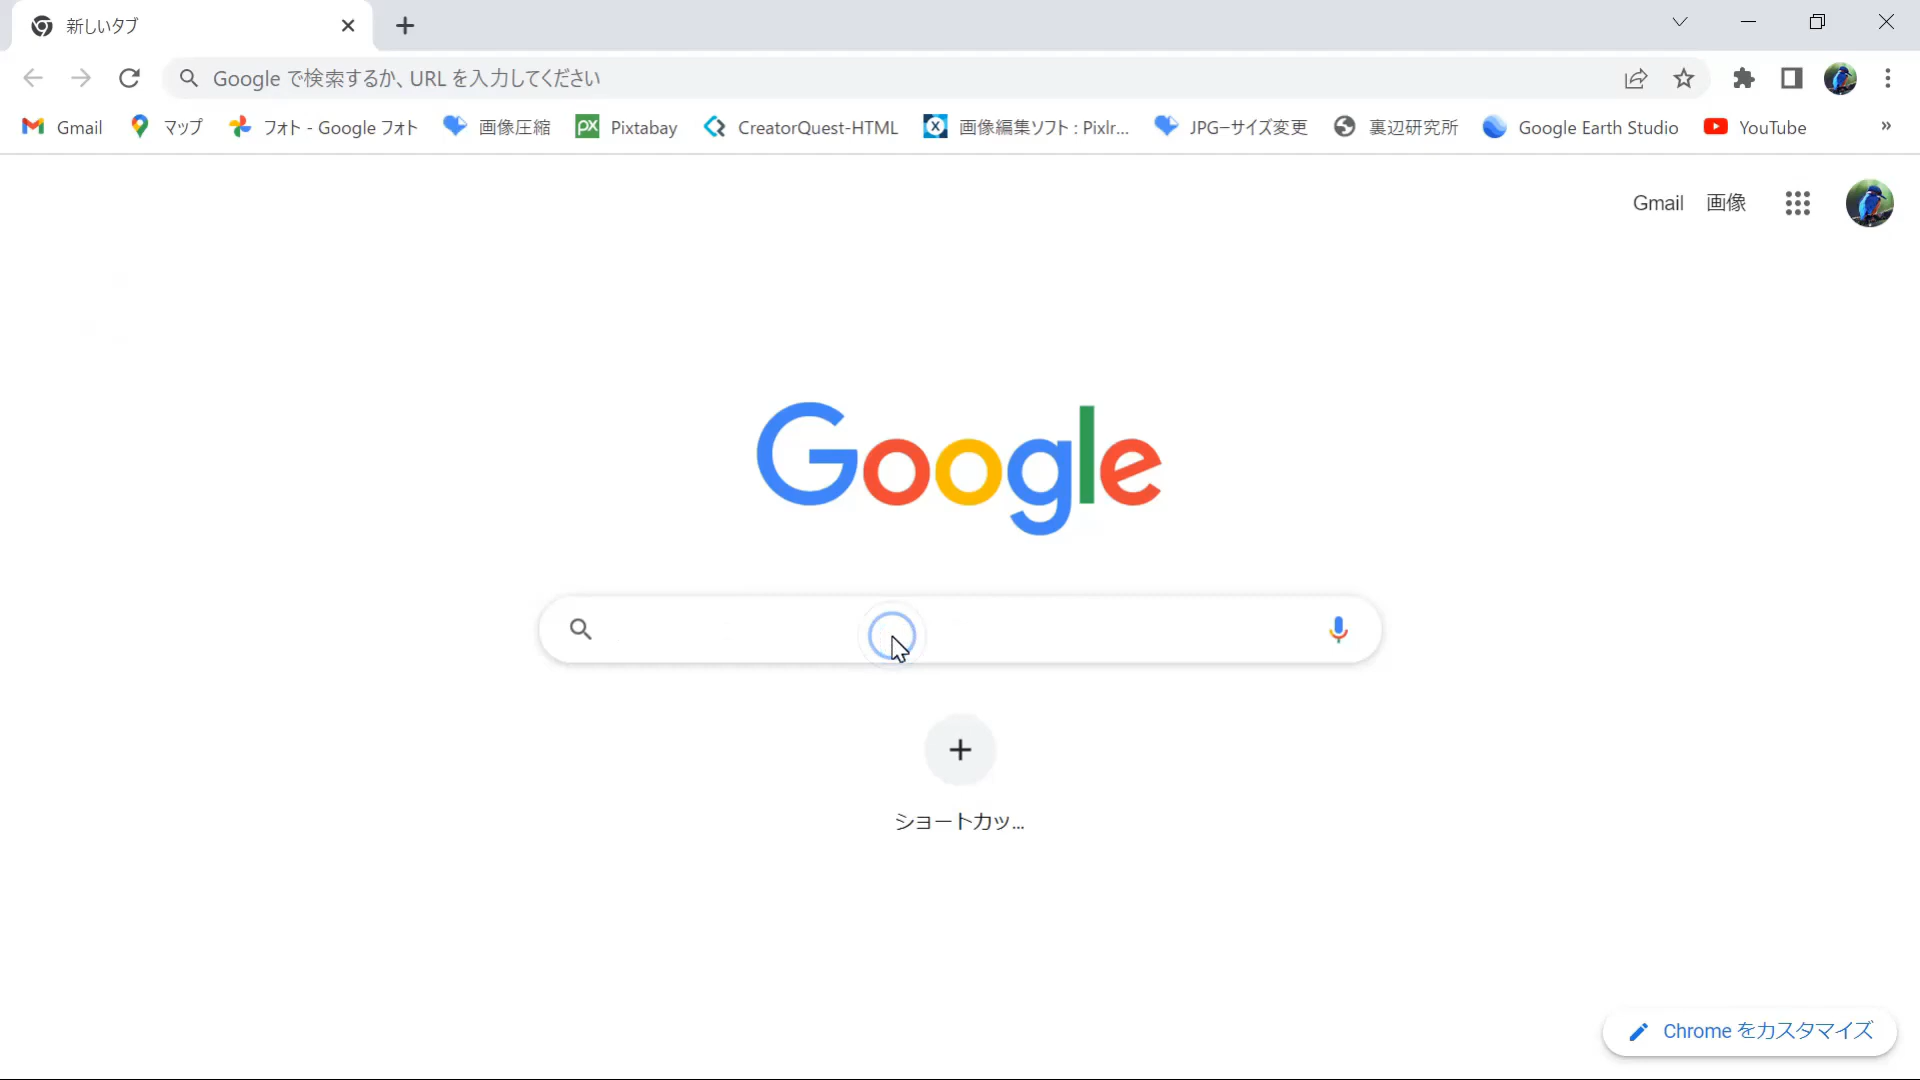 新しいタブ
Google で検索するか、URL を入力してください
Gmail マップ フォト - Google フォト 画像圧縮 px Pixtabay CreatorQuest-HTML 画像編集ソフト : Pixlr... JPG−サイズ変更 裏辺研究所 Google Earth Studio YouTube »
Gmail 画像
Google
ショートカッ...
Chrome をカスタマイズ